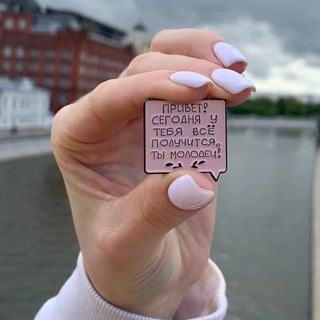 ПРИВЕТ!
СЕГОДНЯ У
ТЕБЯ ВСЁ
ПОЛУЧИТСЯ.
ТЫ МОЛОДЕЦ!